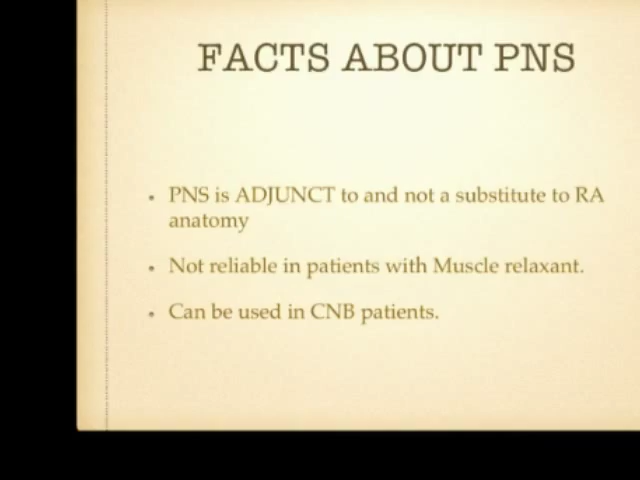 FACTS ABOUT PNS
• PNS is ADJUNCT to and not a substitute to RA
anatomy
• Not reliable in patients with Muscle relaxant.
• Can be used in CNB patients.